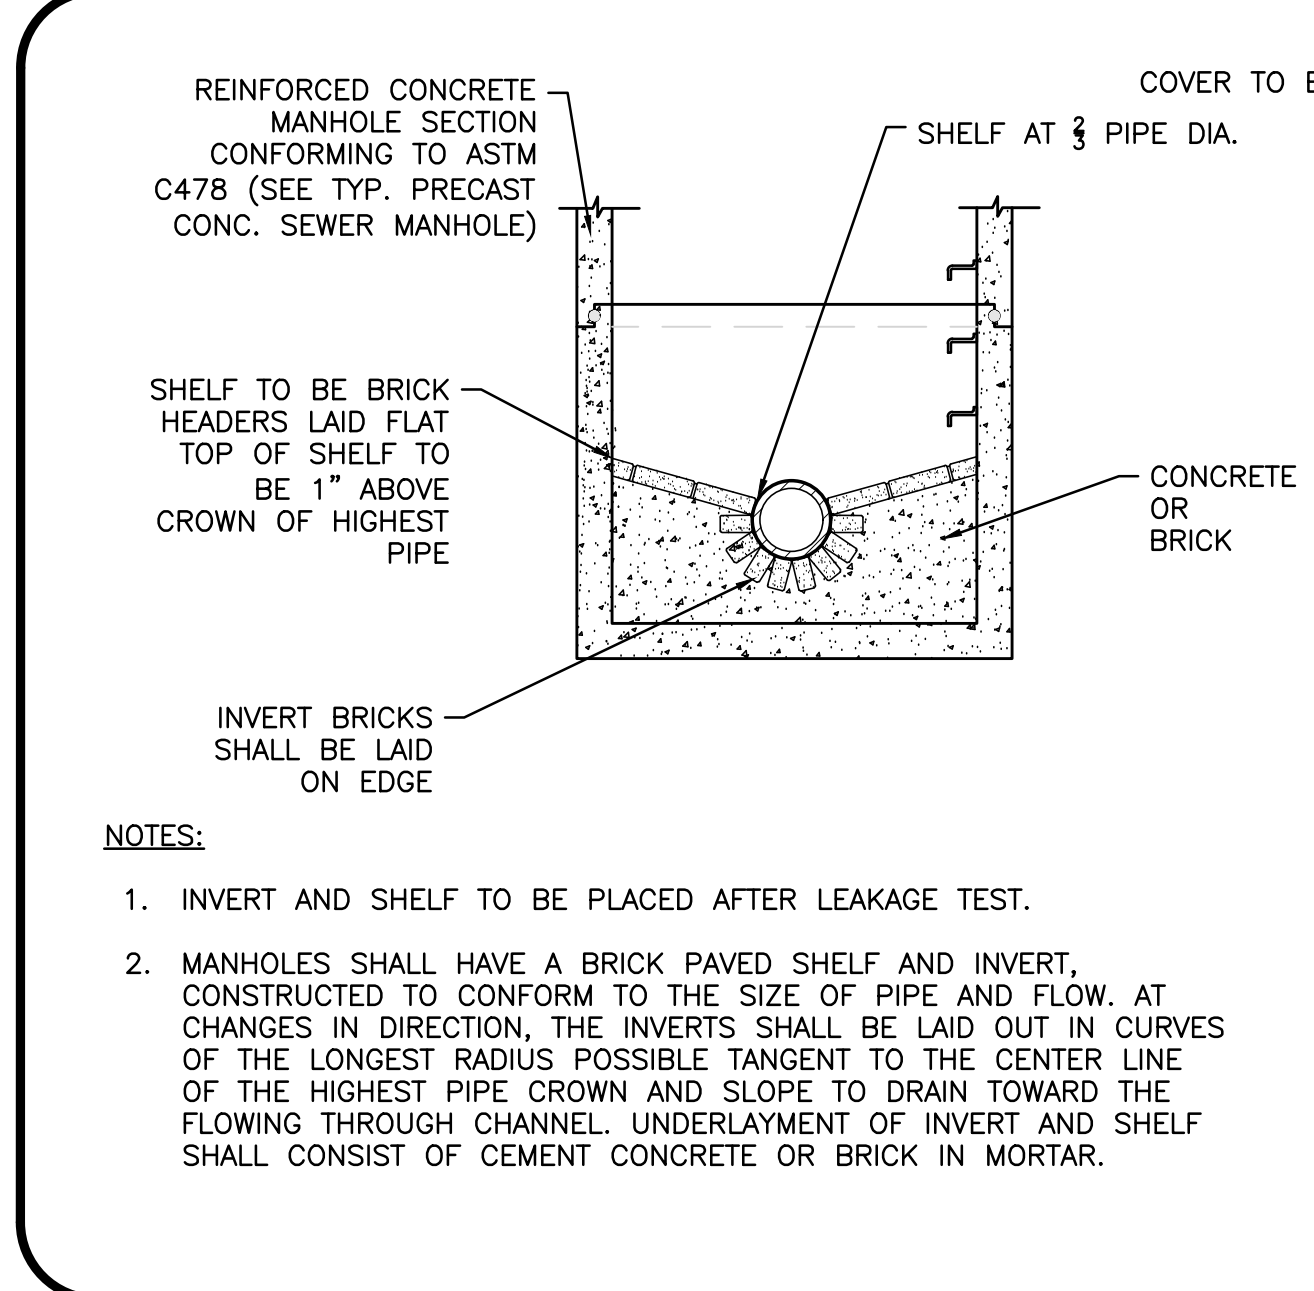 REINFORCED CONCRETE
MANHOLE SECTION
CONFORMING TO ASTM
C478 (SEE TYP. PRECAST
CONC. SEWER MANHOLE)
COVER TO
SHELF AT 2/3 PIPE DIA.
SHELF TO BE BRICK
HEADERS LAID FLAT
TOP OF SHELF TO
BE 1" ABOVE
CROWN OF HIGHEST
PIPE
CONCRETE
OR
BRICK
INVERT BRICKS
SHALL BE LAID
ON EDGE
NOTES:
1. INVERT AND SHELF TO BE PLACED AFTER LEAKAGE TEST.
2. MANHOLES SHALL HAVE A BRICK PAVED SHELF AND INVERT,
CONSTRUCTED TO CONFORM TO THE SIZE OF PIPE AND FLOW. AT
CHANGES IN DIRECTION, THE INVERTS SHALL BE LAID OUT IN CURVES
OF THE LONGEST RADIUS POSSIBLE TANGENT TO THE CENTER LINE
OF THE HIGHEST PIPE CROWN AND SLOPE TO DRAIN TOWARD THE
FLOWING THROUGH CHANNEL. UNDERLAYMENT OF INVERT AND SHELF
SHALL CONSIST OF CEMENT CONCRETE OR BRICK IN MORTAR.